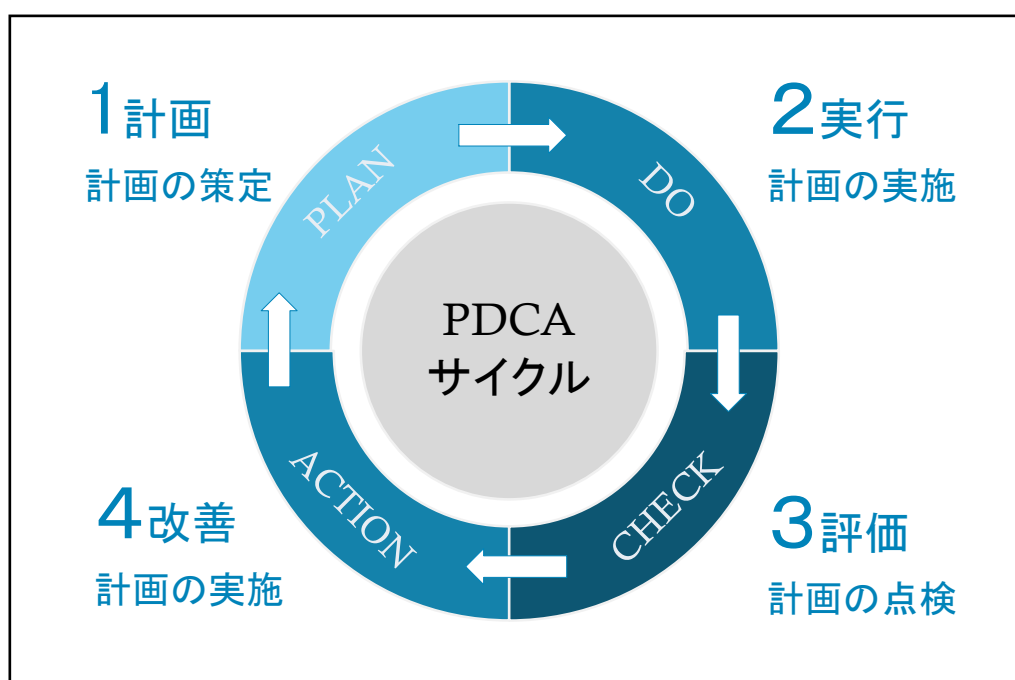 1計画
計画の策定
2実行
計画の実施
PLAN
DO
PDCA
サイクル
ACTION
CHECK
4改善
計画の実施
3評価
計画の点検